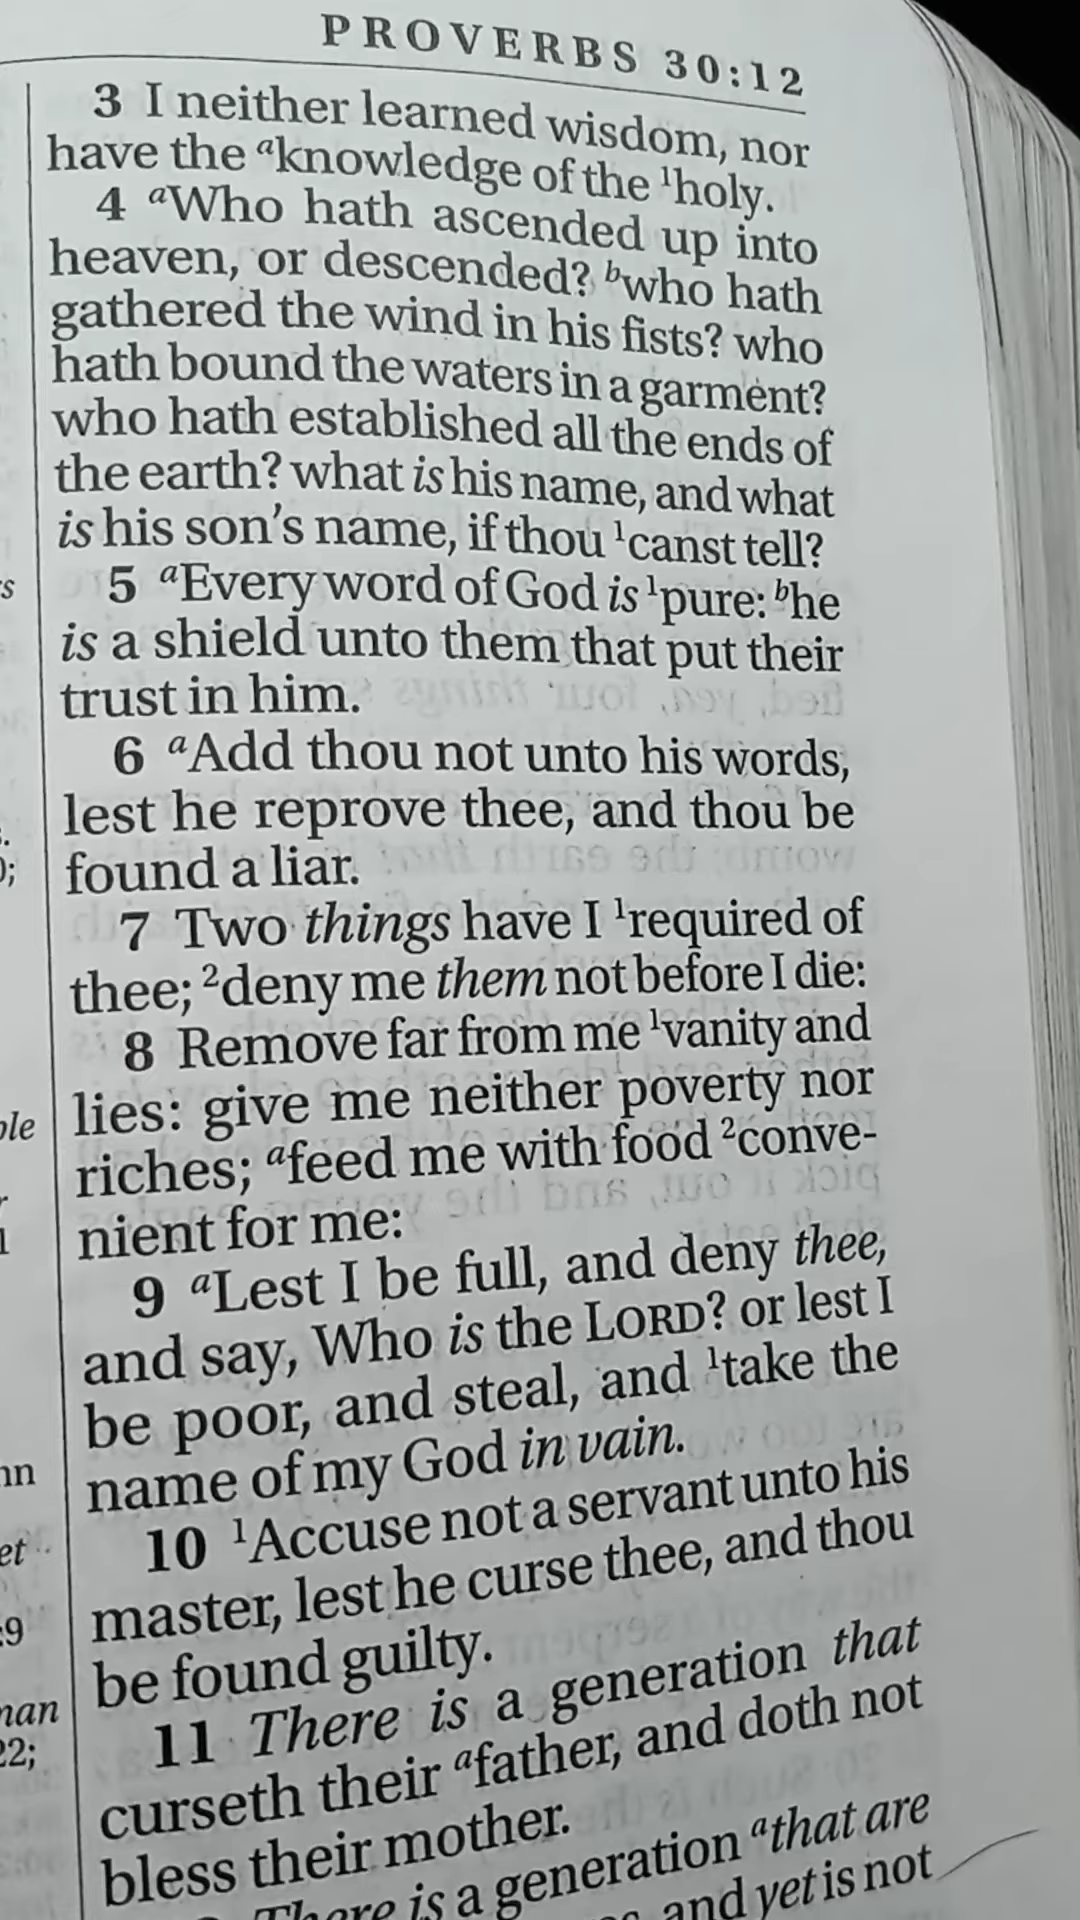 PROVERBS 30:12
3 I neither learned wisdom, nor
have the aknowledge of the 1holy.
4 aWho hath ascended up into
heaven, or descended? bwho hath
gathered the wind in his fists? who
hath bound the waters in a garment?
who hath established all the ends of
the earth? what is his name, and what
is his son's name, if thou 1canst tell?
5 aEvery word of God is 1pure: bhe
is a shield unto them that put their
trust in him.
6 aAdd thou not unto his words,
lest he reprove thee, and thou be
found a liar.
7 Two things have I 1required of
thee; 2deny me them not before I die:
8 Remove far from me 1vanity and
lies: give me neither poverty nor
riches; afeed me with food 2conve-
nient for me:
9 aLest I be full, and deny thee,
and say, Who is the LORD? or lest I
be poor, and steal, and 1take the
name of my God in vain.
10 1Accuse not a servant unto his
master, lest he curse thee, and thou
be found guilty.
11 There is a generation that
curseth their afather, and doth not
bless their mother.
There is a generation athat are
and yet is not